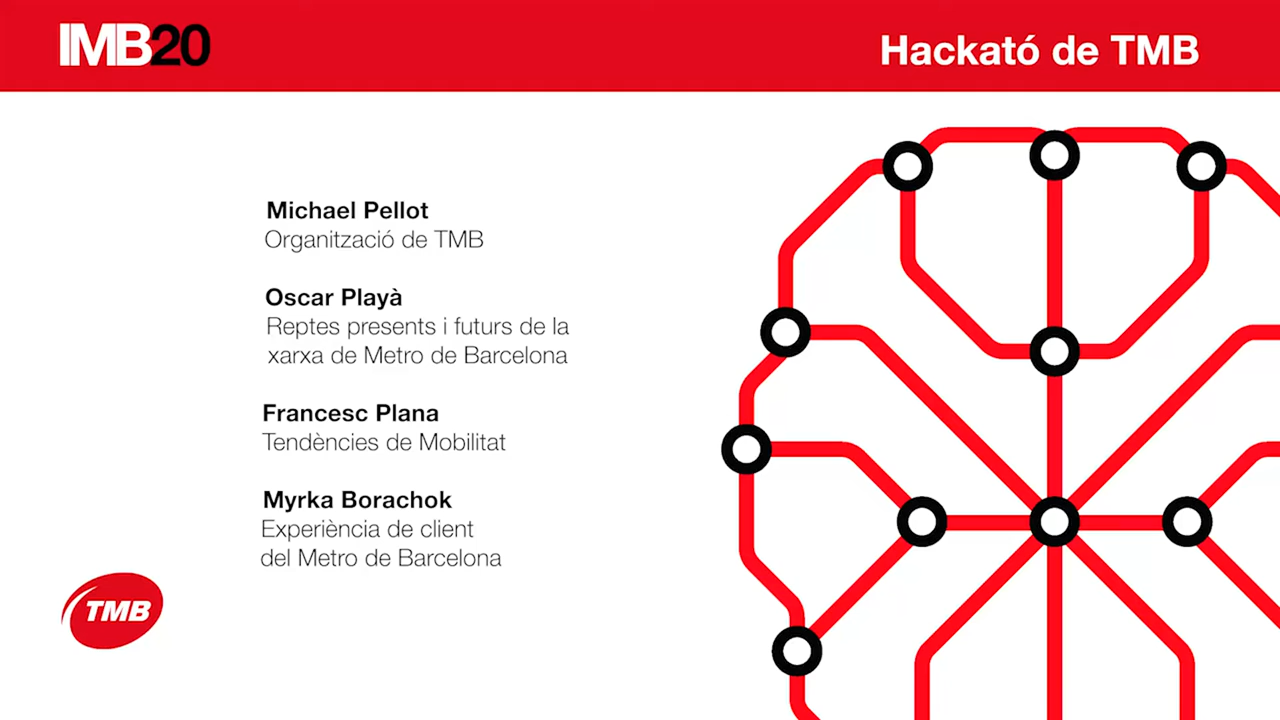 IMB20
Hackató de TMB
Michael Pellot
Organització de TMB
Oscar Playà
Reptes presents i futurs de la
xarxa de Metro de Barcelona
Francesc Plana
Tendències de Mobilitat
Myrka Borachok
Experiència de client
del Metro de Barcelona
TMB